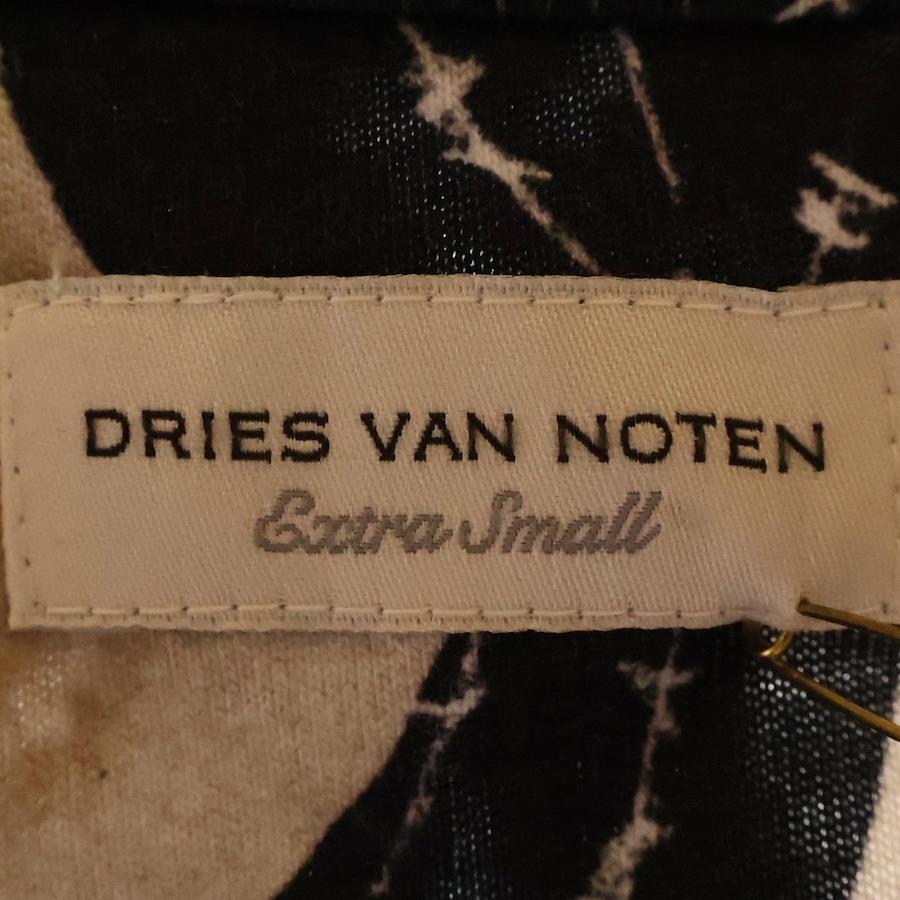 DRIES VAN NOTEN
Extra Small